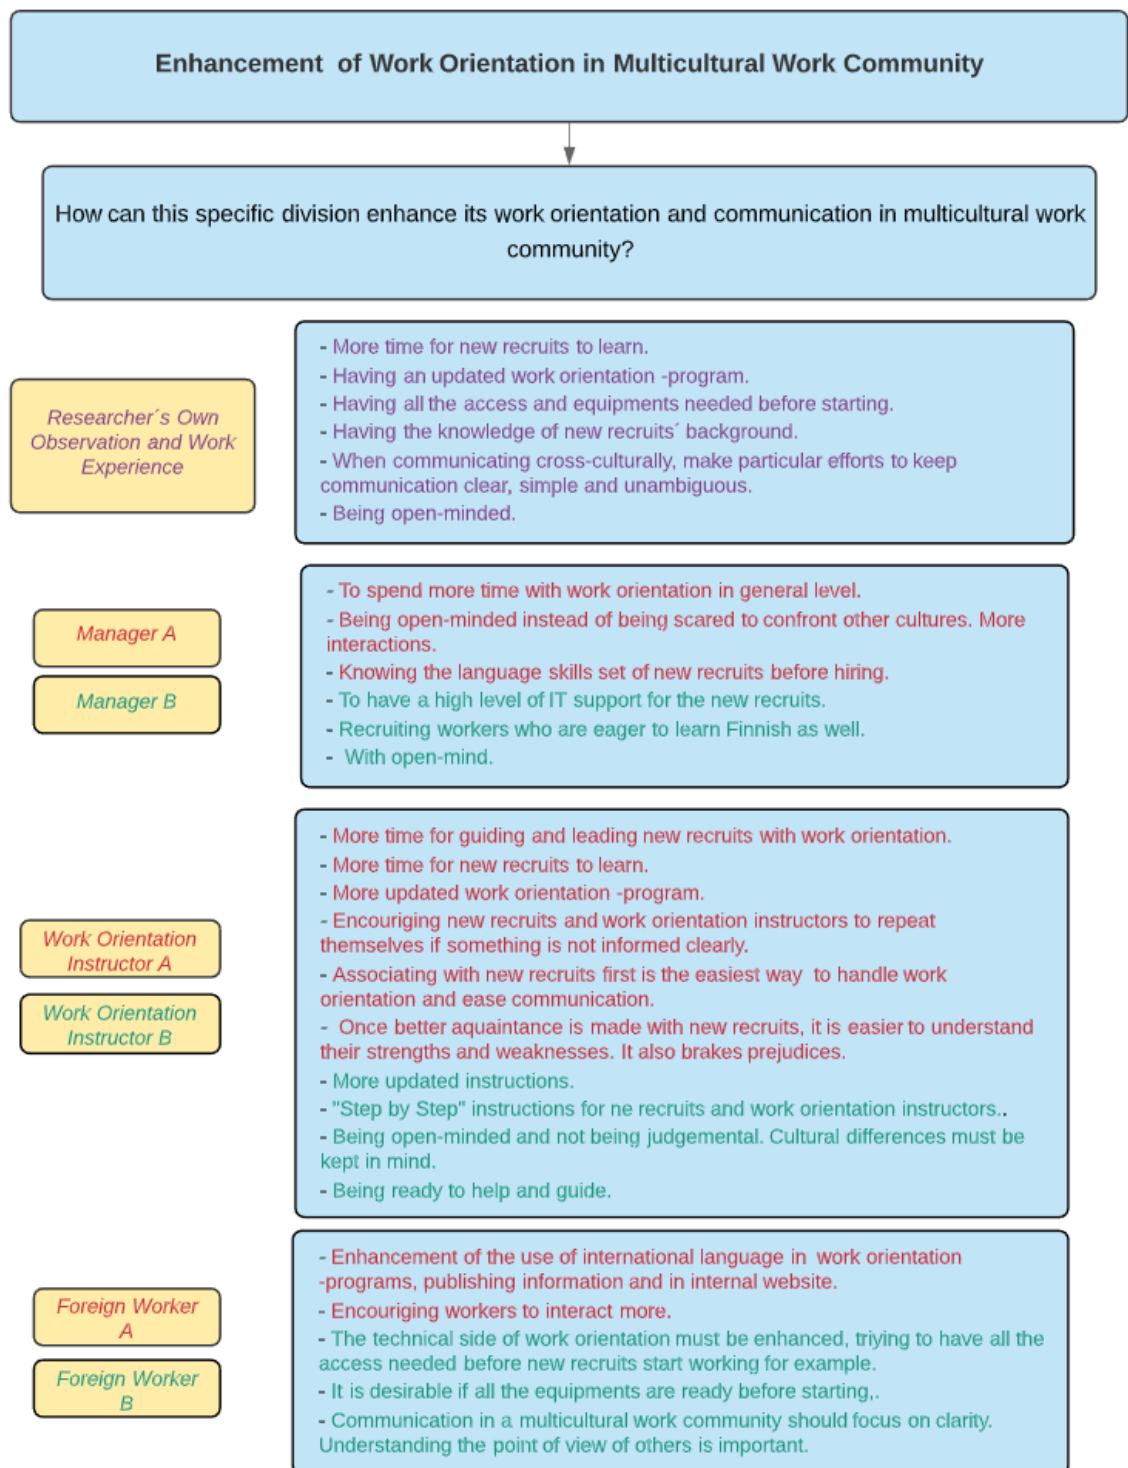 Enhancement of Work Orientation in Multicultural Work Community
How can this specific division enhance its work orientation and communication in multicultural work
community?
Researcher´s Own
Observation and Work
Experience
- More time for new recruits to learn.
- Having an updated work orientation -program.
- Having all the access and equipments needed before starting.
- Having the knowledge of new recruits´ background.
- When communicating cross-culturally, make particular efforts to keep
communication clear, simple and unambiguous.
- Being open-minded.
Manager A
Manager B
- To spend more time with work orientation in general level.
- Being open-minded instead of being scared to confront other cultures. More
interactions.
- Knowing the language skills set of new recruits before hiring.
- To have a high level of IT support for the new recruits.
- Recruiting workers who are eager to learn Finnish as well.
- With open-mind.
Work Orientation
Instructor A
Work Orientation
Instructor B
- More time for guiding and leading new recruits with work orientation.
- More time for new recruits to learn.
- More updated work orientation -program.
- Encouriging new recruits and work orientation instructors to repeat
themselves if something is not informed clearly.
- Associating with new recruits first is the easiest way to handle work
orientation and ease communication.
- Once better aquaintance is made with new recruits, it is easier to understand
their strengths and weaknesses. It also brakes prejudices.
- More updated instructions.
- "Step by Step" instructions for ne recruits and work orientation instructors..
- Being open-minded and not being judgemental. Cultural differences must be
kept in mind.
- Being ready to help and guide.
Foreign Worker
A
Foreign Worker
B
- Enhancement of the use of international language in work orientation
-programs, publishing information and in internal website.
- Encouriging workers to interact more.
- The technical side of work orientation must be enhanced, triying to have all the
access needed before new recruits start working for example.
- It is desirable if all the equipments are ready before starting,.
- Communication in a multicultural work community should focus on clarity.
Understanding the point of view of others is important.